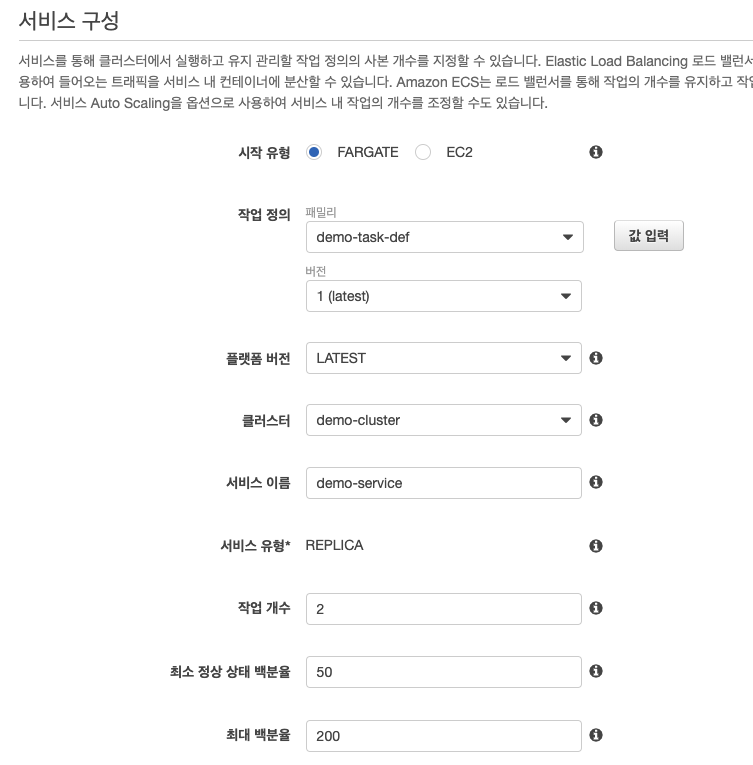 서비스 구성
서비스를 통해 클러스터에서 실행하고 유지 관리할 작업 정의의 사본 개수를 지정할 수 있습니다. Elastic Load Balancing 로드 밸런서
용하여 들어오는 트래픽을 서비스 내 컨테이너에 분산할 수 있습니다. Amazon ECS는 로드 밸런서를 통해 작업의 개수를 유지하고 작업
니다. 서비스 Auto Scaling을 옵션으로 사용하여 서비스 내 작업의 개수를 조정할 수도 있습니다.
시작 유형 FARGATE EC2
작업 정의 패밀리
demo-task-def 값 입력
버전
1 (latest)
플랫폼 버전 LATEST
클러스터 demo-cluster
서비스 이름 demo-service
서비스 유형* REPLICA
작업 개수 2
최소 정상 상태 백분율 50
최대 백분율 200